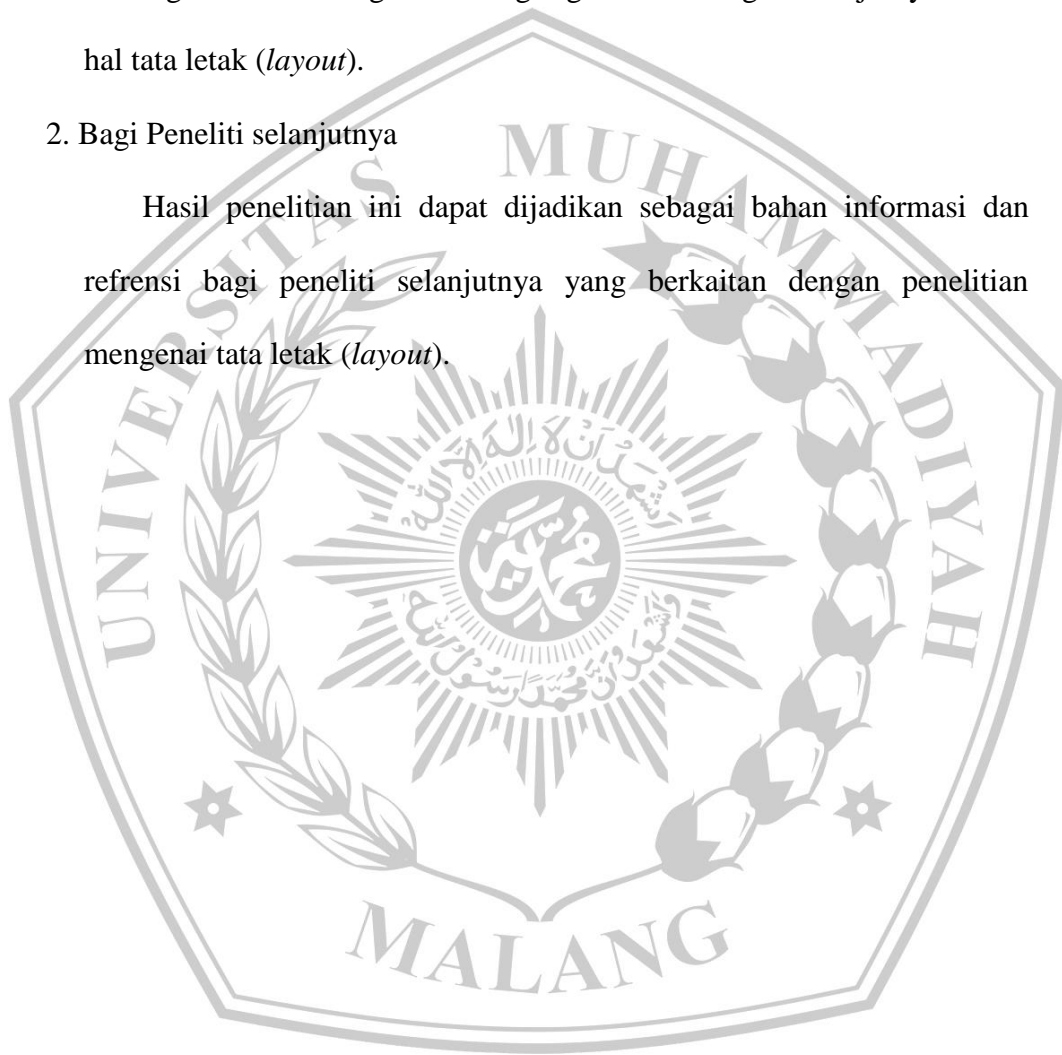 hal tata letak (layout).
2. Bagi Peneliti selanjutnya
Hasil penelitian ini dapat dijadikan sebagai bahan informasi dan
refrensi bagi peneliti selanjutnya yang berkaitan dengan penelitian
mengenai tata letak (layout).
UNIVERSITAS MUHAMMADIYAH
MALANG